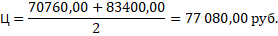 Ц = (70760,00 + 83400,00) / 2 = 77 080,00 руб.